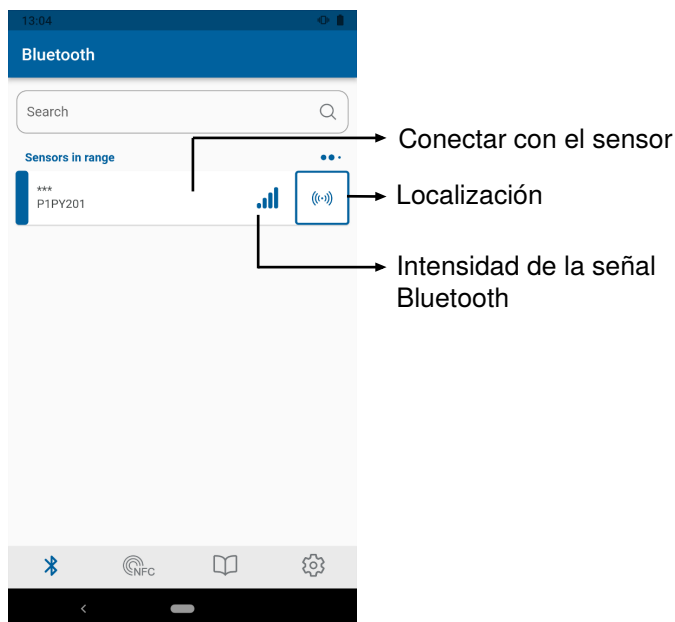 13:04
Bluetooth
Search
Sensors in range
***
P1PY201
Conectar con el sensor
Localización
Intensidad de la señal
Bluetooth
NFC